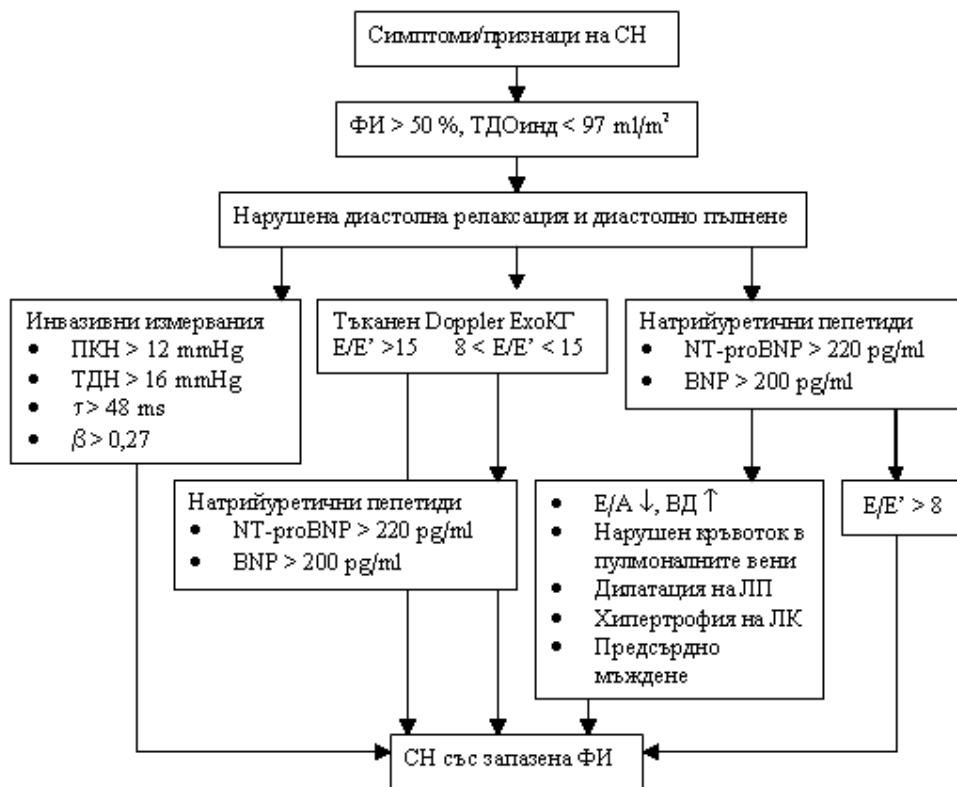 Симптоми/признаци на СН
ФИ > 50 %, ТДОинд < 97 ml/m²
Нарушена диастолна релаксация и диастолно пълнене
Инвазивни измервания
• ПКН > 12 mmHg
• ТДН > 16 mmHg
• τ > 48 ms
• β > 0,27
Тъканен Doppler ЕхоКГ
E/E’ >15 8 < E/E’ < 15
Натрийуретични пепетиди
• NT-proBNP > 220 pg/ml
• BNP > 200 pg/ml
Натрийуретични пепетиди
• NT-proBNP > 220 pg/ml
• BNP > 200 pg/ml
• E/A ↓, ВД ↑
• Нарушен кръвоток в
пулмоналните вени
• Дилатация на ЛП
• Хипертрофия на ЛК
• Предсърдно
мъждене
E/E’ > 8
СН със запазена ФИ